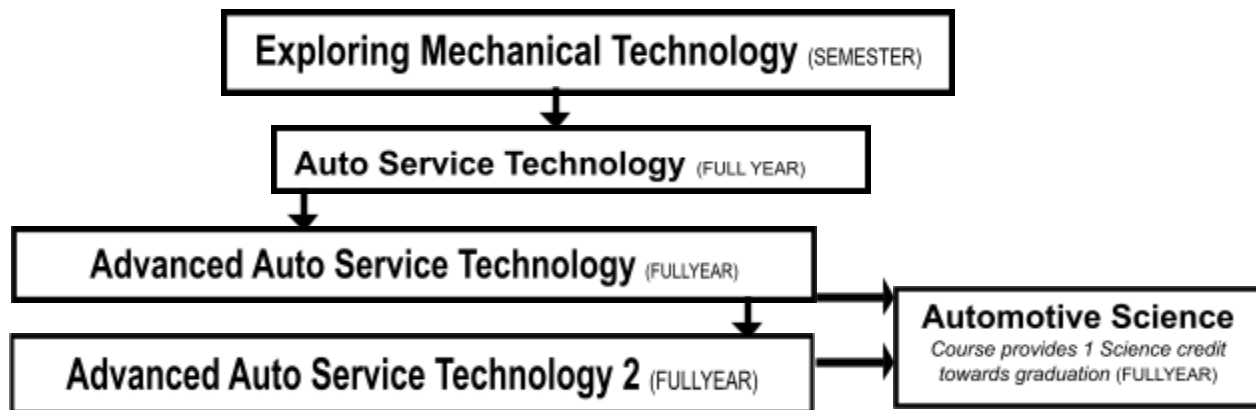 Exploring Mechanical Technology (SEMESTER)
Auto Service Technology (FULL YEAR)
Advanced Auto Service Technology (FULLYEAR)
Advanced Auto Service Technology 2 (FULLYEAR)
Automotive Science
Course provides 1 Science credit
towards graduation (FULLYEAR)